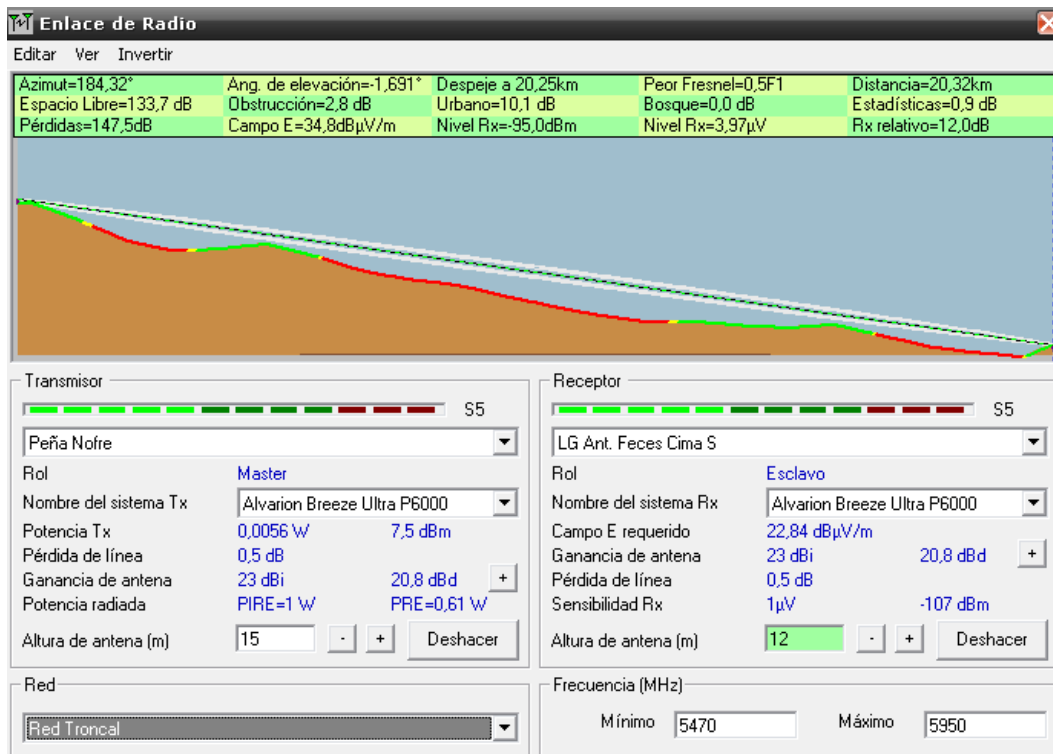 Enlace de Radio
Editar Ver Invertir
Azimut=184,32° Ang. de elevación=-1,691° Despeje a 20,25km Peor Fresnel=0,5F1 Distancia=20,32km
Espacio Libre=133,7 dB Obstrucción=2,8 dB Urbano=10,1 dB Bosque=0,0 dB Estadísticas=0,9 dB
Pérdidas=147,5dB Campo E=34,8dBµV/m Nivel Rx=-95,0dBm Nivel Rx=3,97µV Rx relativo=12,0dB
Transmisor
S5
Peña Nofre
Rol Master
Nombre del sistema Tx Alvarion Breeze Ultra P6000
Potencia Tx 0,0056 W 7,5 dBm
Pérdida de línea 0,5 dB
Ganancia de antena 23 dBi 20,8 dBd +
Potencia radiada PIRE=1 W PRE=0,61 W
Altura de antena (m) 15 - + Deshacer
Receptor
S5
LG Ant. Feces Cima S
Rol Esclavo
Nombre del sistema Rx Alvarion Breeze Ultra P6000
Campo E requerido 22,84 dBµV/m
Ganancia de antena 23 dBi 20,8 dBd +
Pérdida de línea 0,5 dB
Sensibilidad Rx 1µV -107 dBm
Altura de antena (m) 12 - + Deshacer
Red
Red Troncal
Frecuencia (MHz)
Mínimo 5470 Máximo 5950